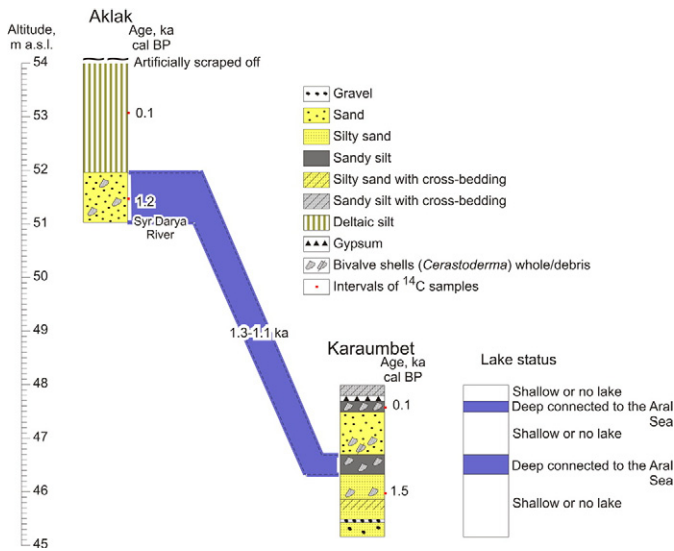 Aklak
Altitude,
m a.s.l.
Age, ka
cal BP
Artificially scraped off
54
53
52
51
50
49
48
47
46
45
0.1
1.2
Syr Darya
River
1.3-1.1 ka
Gravel
Sand
Silty sand
Sandy silt
Silty sand with cross-bedding
Sandy silt with cross-bedding
Deltaic silt
Gypsum
Bivalve shells (Cerastoderma) whole/debris
Intervals of 14C samples
Karaumbet
Age, ka
cal BP
0.1
1.5
Lake status
Shallow or no lake
Deep connected to the Aral
Sea
Shallow or no lake
Deep connected to the Aral
Sea
Shallow or no lake